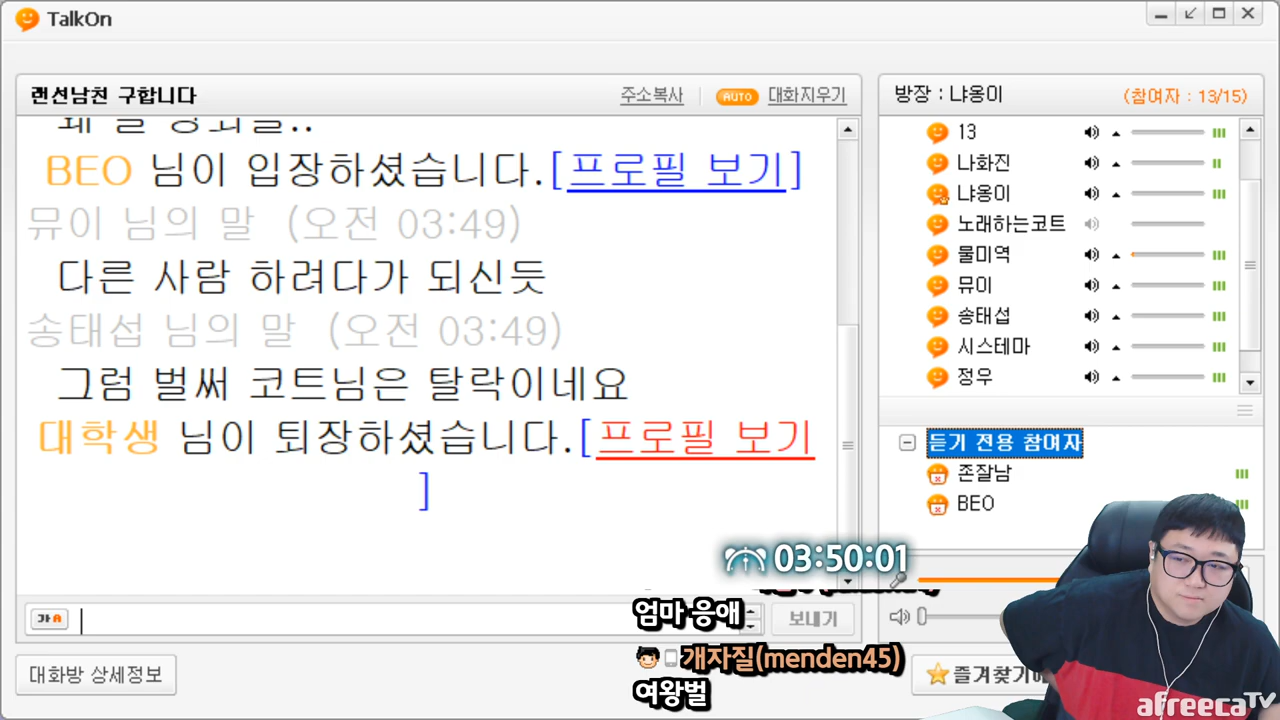 TalkOn
랜선남친 구합니다
주소복사
AUTO 대화지우기
BEO 님이 입장하셨습니다.[프로필 보기]
뮤이 님의 말 (오전 03:49)
다른 사람 하려다가 되신듯
송태섭 님의 말 (오전 03:49)
그럼 벌써 코트님은 탈락이네요
대학생 님이 퇴장하셨습니다.[프로필 보기
]
가A
보내기
대화방 상세정보
방장 : 냐옹이
(참여자 : 13/15)
13
나화진
냐옹이
노래하는코트
물미역
뮤이
송태섭
시스테마
정우
듣기 전용 참여자
존잘남
BEO
즐겨찾기에
03:50:01
엄마 응애
개자질(menden45)
여왕벌
afreecaTV